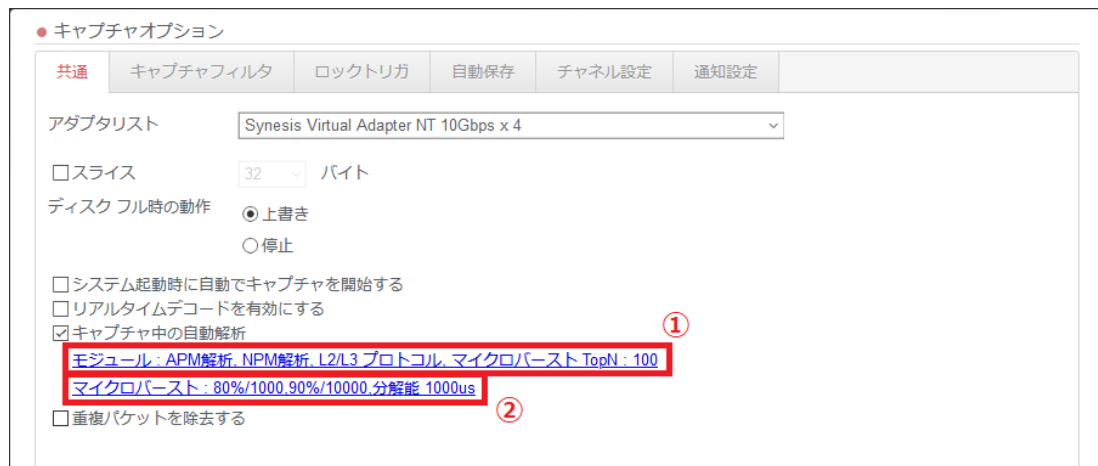 キャプチャオプション
共通 キャプチャフィルタ ロックトリガ 自動保存 チャネル設定 通知設定
アダプタリスト Synesis Virtual Adapter NT 10Gbps x 4
スライス 32 バイト
ディスク フル時の動作 上書き
停止
システム起動時に自動でキャプチャを開始する
リアルタイムデコードを有効にする
キャプチャ中の自動解析 ①
モジュール : APM解析, NPM解析, L2/L3 プロトコル, マイクロバースト TopN : 100
マイクロバースト : 80%/1000,90%/10000,分解能 1000us
②
重複パケットを除去する